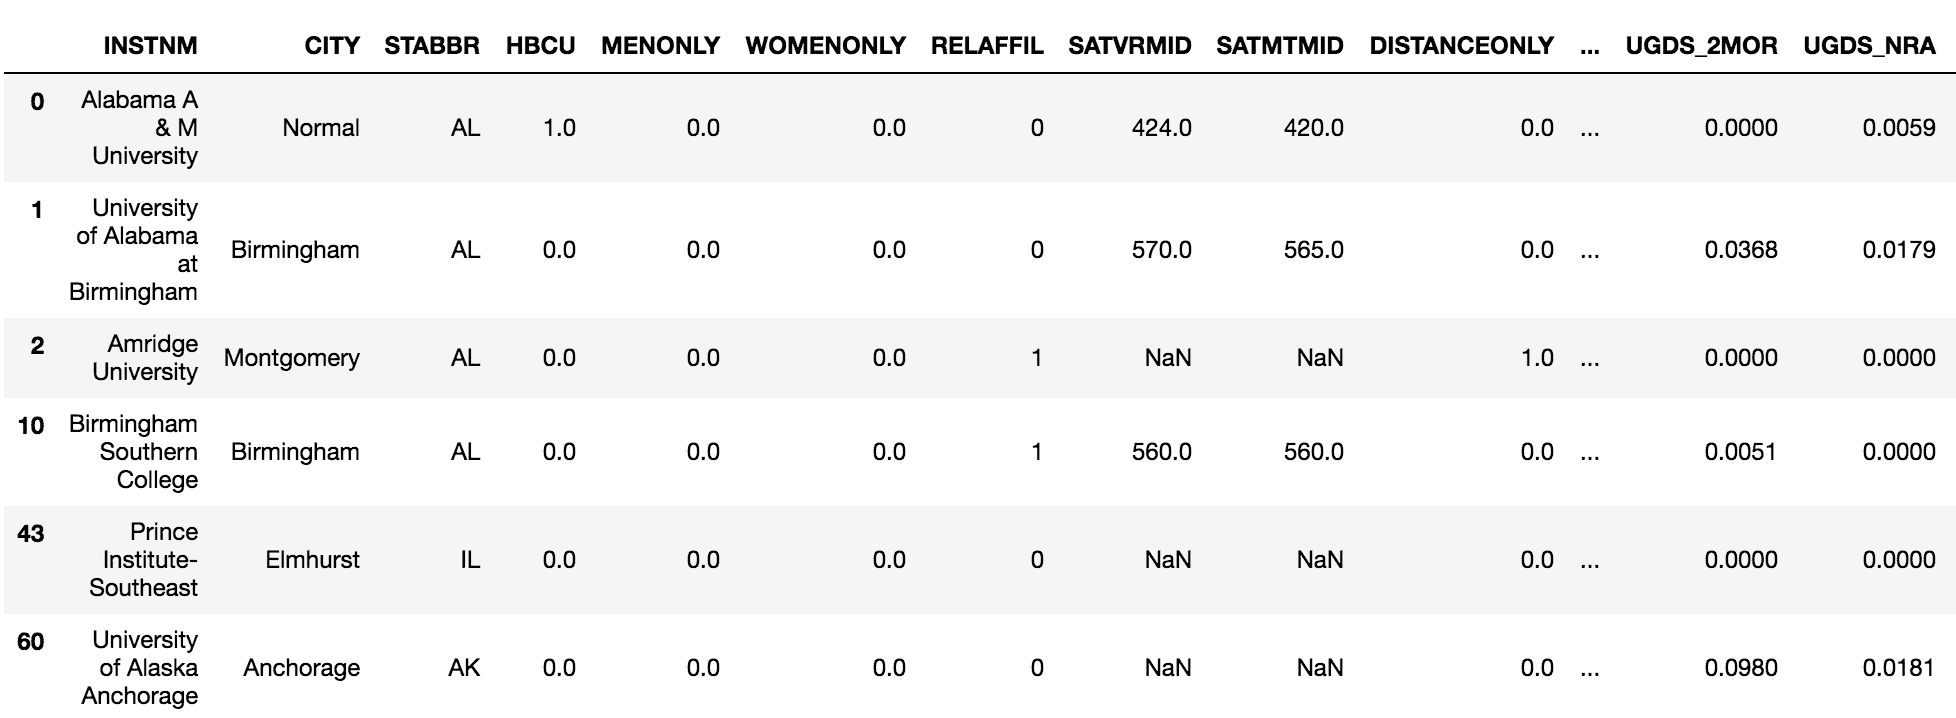 INSTNM CITY STABBR HBCU MENONLY WOMENONLY RELAFFIL SATVRMID SATMTMID DISTANCEONLY ... UGDS_2MOR UGDS_NRA
0 Alabama A
& M Normal AL 1.0 0.0 0.0 0 424.0 420.0 0.0 ... 0.0000 0.0059
University
1 University
of Alabama
at Birmingham AL 0.0 0.0 0.0 0 570.0 565.0 0.0 ... 0.0368 0.0179
Birmingham
2 Amridge
University Montgomery AL 0.0 0.0 0.0 1 NaN NaN 1.0 ... 0.0000 0.0000
10 Birmingham
Southern Birmingham AL 0.0 0.0 0.0 1 560.0 560.0 0.0 ... 0.0051 0.0000
College
43 Prince
Institute- Elmhurst IL 0.0 0.0 0.0 0 NaN NaN 0.0 ... 0.0000 0.0000
Southeast
60 University
of Alaska Anchorage AK 0.0 0.0 0.0 0 NaN NaN 0.0 ... 0.0980 0.0181
Anchorage